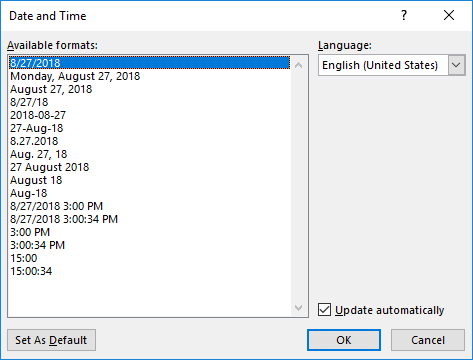 Date and Time
Available formats:
Language:
8/27/2018
English (United States)
Monday, August 27, 2018
August 27, 2018
8/27/18
2018-08-27
27-Aug-18
8.27.2018
Aug. 27, 18
27 August 2018
August 18
Aug-18
8/27/2018 3:00 PM
8/27/2018 3:00:34 PM
3:00 PM
3:00:34 PM
15:00
15:00:34
Update automatically
Set As Default
OK
Cancel